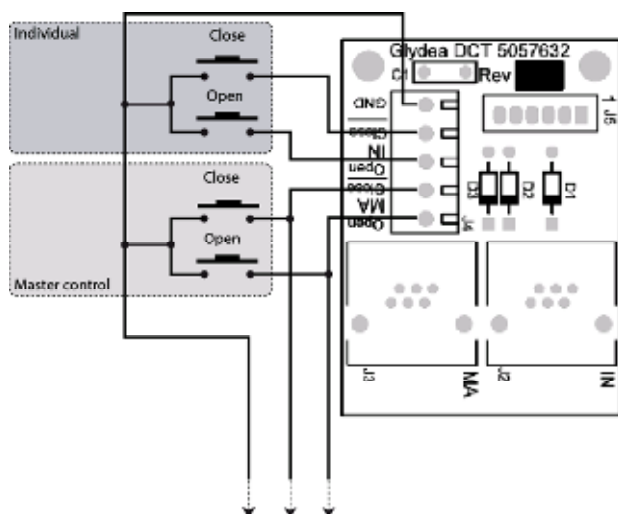 Individual
Close
Open
Close
Open
Master control
Glydea DCT 5057632
C1
Rev
GND
Close
IN
Open
Close
MA
Open
J4
1
J5
D3
D2
D1
J3
MA
J2
IN